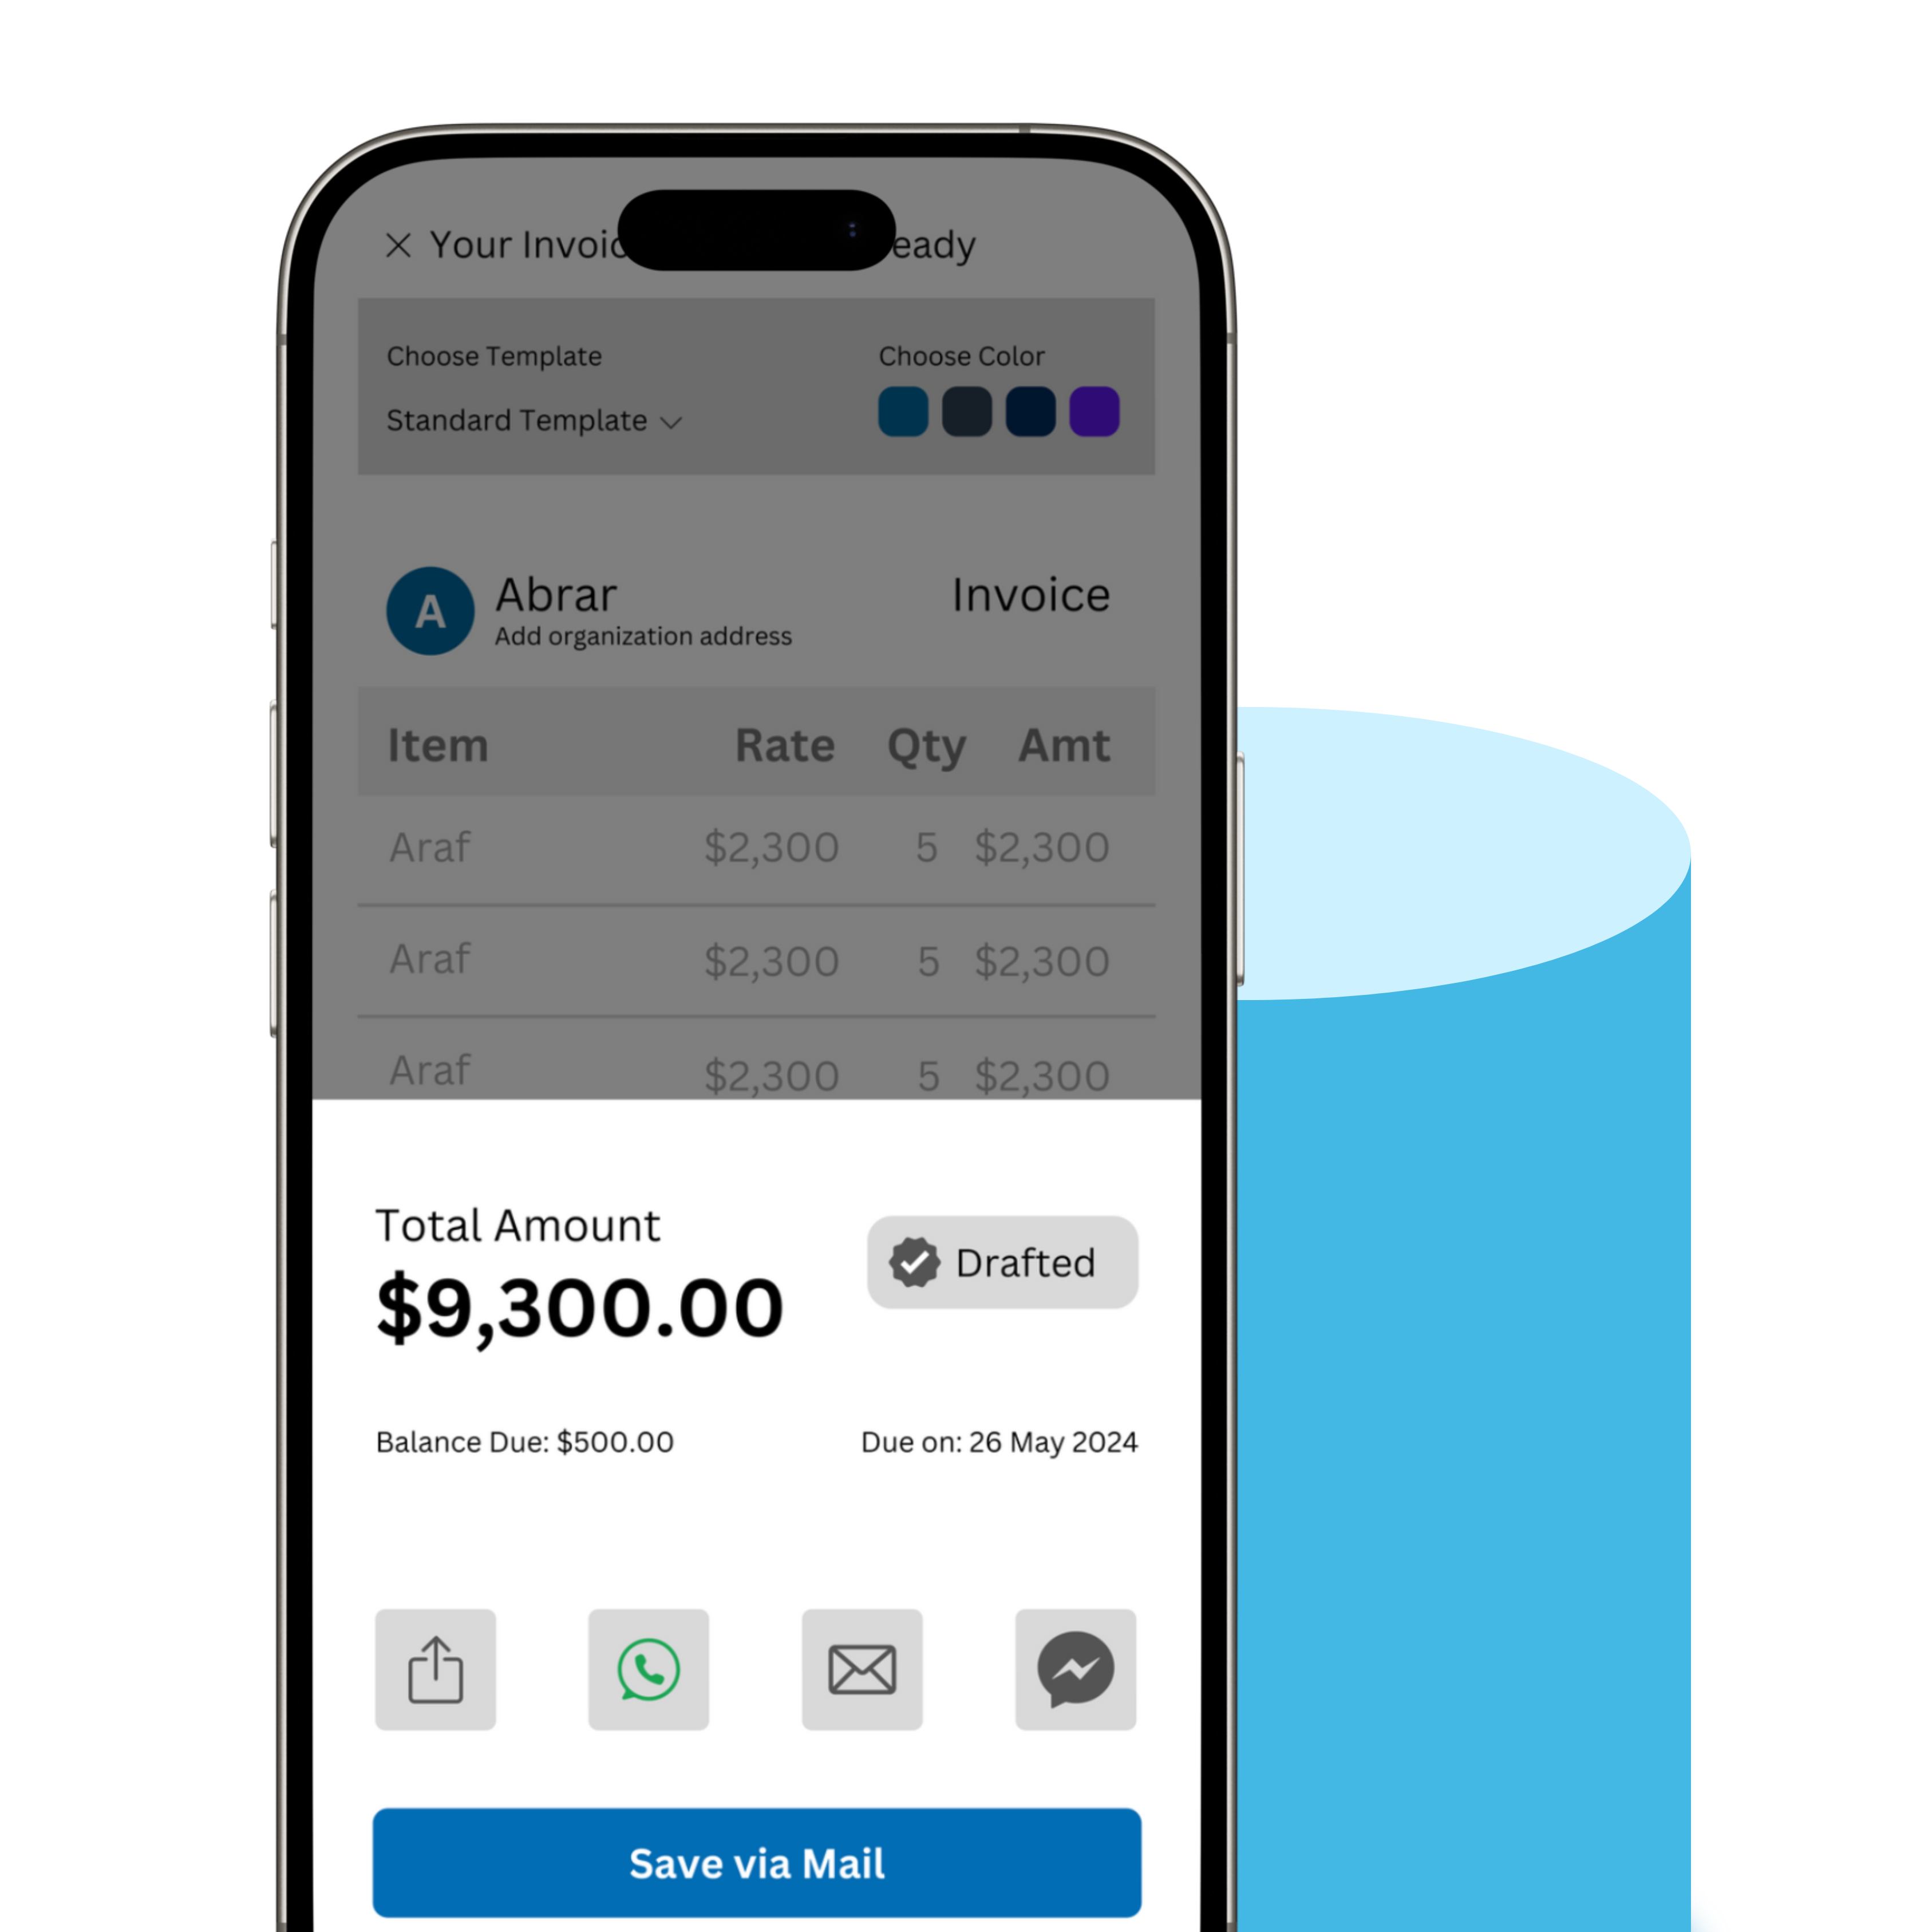 Your Invoic eady
Choose Template
Choose Color
Standard Template
A
Abrar
Invoice
Add organization address
Item Rate Qty Amt
Araf $2,300 5 $2,300
Araf $2,300 5 $2,300
Araf $2,300 5 $2,300
Total Amount
Drafted
$9,300.00
Balance Due: $500.00
Due on: 26 May 2024
Save via Mail